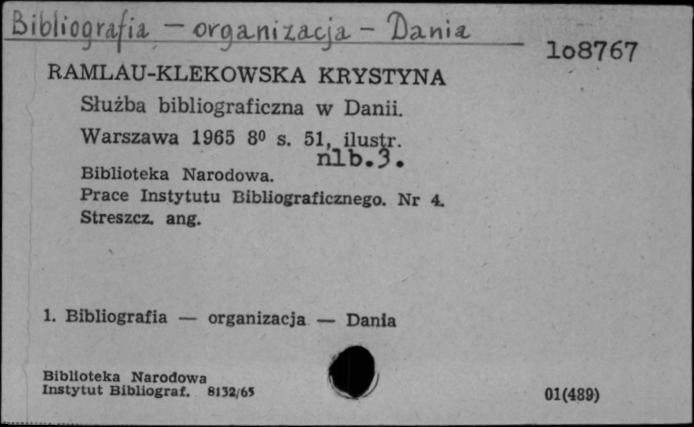 Bibliografia — organizacja – Dania
lo8767
RAMLAU-KLEKOWSKA KRYSTYNA
Służba bibliograficzna w Danii.
Warszawa 1965 8⁰ s. 51, ilustr.
nlb.3.
Biblioteka Narodowa.
Prace Instytutu Bibliograficznego. Nr 4.
Streszcz. ang.
1. Bibliografia — organizacja — Dania
Biblioteka Narodowa
Instytut Bibliograf. 8132/65
01(489)